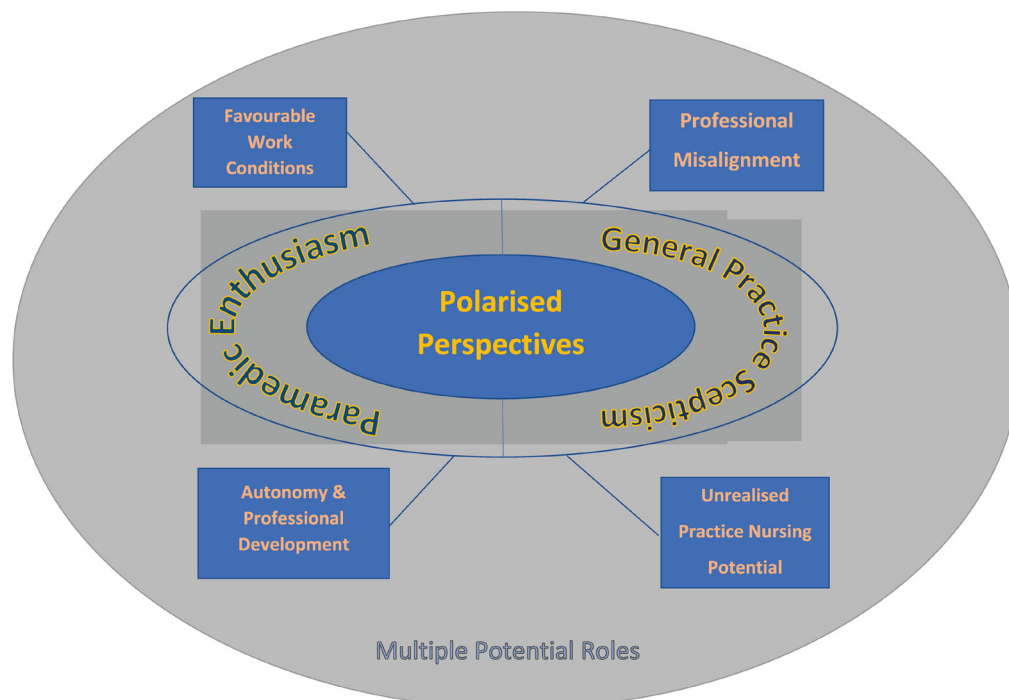 Favourable
Work
Conditions
Professional
Misalignment
Paramedic Enthusiasm
General Practice Scepticism
Polarised
Perspectives
Autonomy &
Professional
Development
Unrealised
Practice Nursing
Potential
Multiple Potential Roles